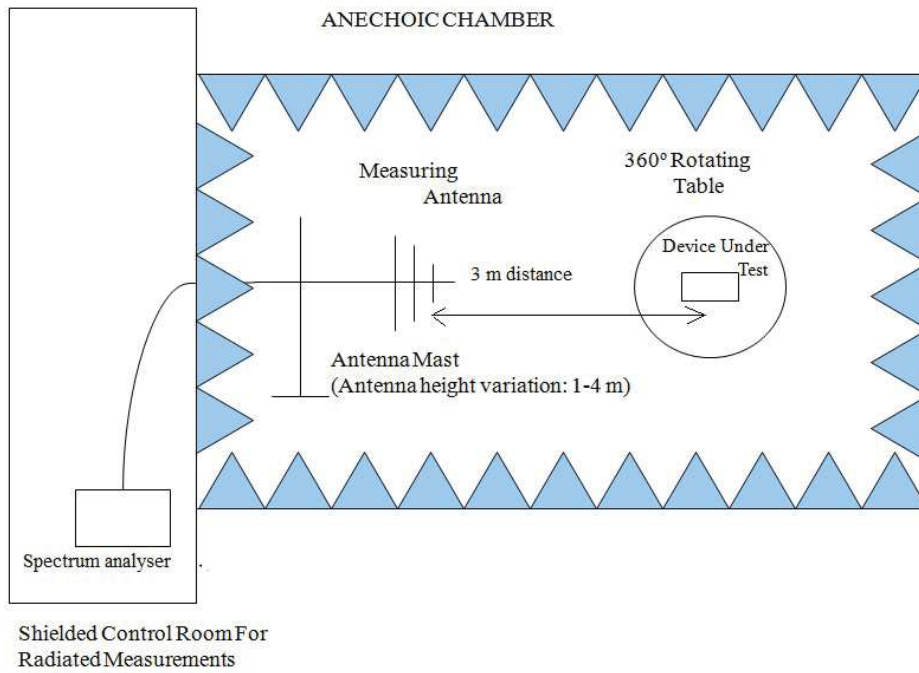 ANECHOIC CHAMBER
Measuring
Antenna
360° Rotating
Table
Device Under
Test
3 m distance
Antenna Mast
(Antenna height variation: 1-4 m)
Spectrum analyser
Shielded Control Room For
Radiated Measurements